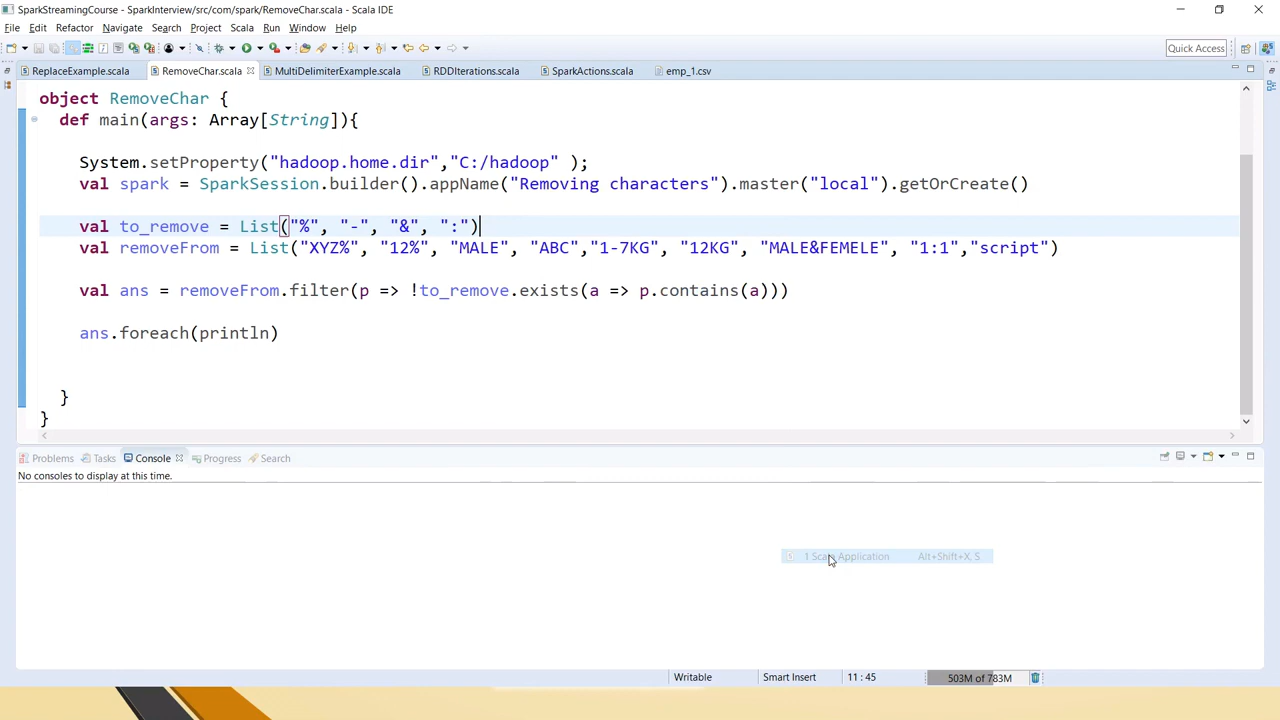 SparkStreamingCourse - SparkInterview/src/com/spark/RemoveChar.scala - Scala IDE
File Edit Refactor Navigate Search Project Scala Run Window Help
Quick Access
ReplaceExample.scala RemoveChar.scala MultiDelimiterExample.scala RDDIterations.scala SparkActions.scala emp_1.csv
object RemoveChar {
def main(args: Array[String]){
System.setProperty("hadoop.home.dir","C:/hadoop" );
val spark = SparkSession.builder().appName("Removing characters").master("local").getOrCreate()
val to_remove = List("%", "-", "&", ":")
val removeFrom = List("XYZ%", "12%", "MALE", "ABC","1-7KG", "12KG", "MALE&FEMELE", "1:1","script")
val ans = removeFrom.filter(p => !to_remove.exists(a => p.contains(a)))
ans.foreach(println)
}
}
Problems Tasks Console Progress Search
No consoles to display at this time.
1 Scala Application Alt+Shift+X, S
Writable Smart Insert 11 : 45 503M of 783M